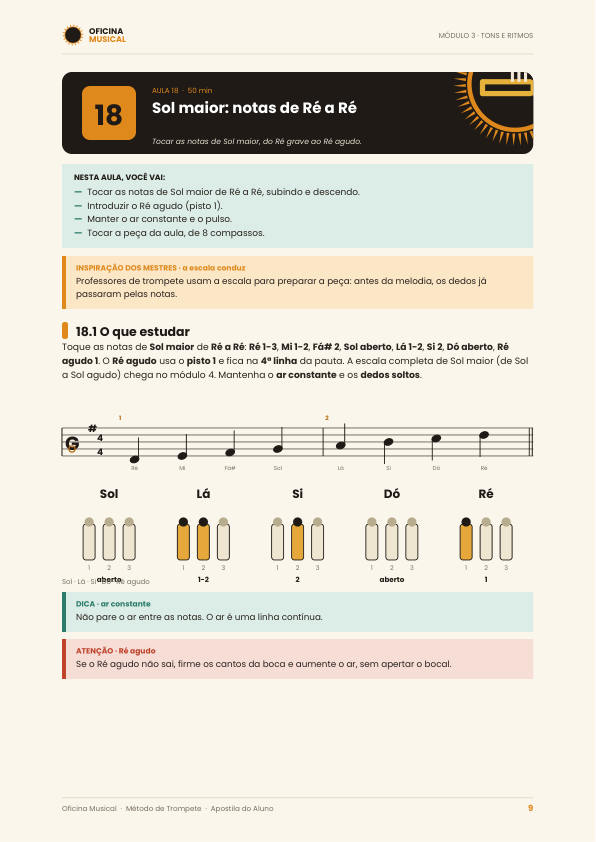 OFICINA
MUSICAL
MÓDULO 3 · TONS E RITMOS
18
AULA 18 · 50 min
Sol maior: notas de Ré a Ré
Tocar as notas de Sol maior, do Ré grave ao Ré agudo.
NESTA AULA, VOCÊ VAI:
— Tocar as notas de Sol maior de Ré a Ré, subindo e descendo.
— Introduzir o Ré agudo (pisto 1).
— Manter o ar constante e o pulso.
— Tocar a peça da aula, de 8 compassos.
INSPIRAÇÃO DOS MESTRES · a escala conduz
Professores de trompete usam a escala para preparar a peça: antes da melodia, os dedos já
passaram pelas notas.
18.1 O que estudar
Toque as notas de Sol maior de Ré a Ré: Ré 1-3, Mi 1-2, Fá# 2, Sol aberto, Lá 1-2, Si 2, Dó aberto, Ré
agudo 1. O Ré agudo usa o pisto 1 e fica na 4ª linha da pauta. A escala completa de Sol maior (de Sol
a Sol agudo) chega no módulo 4. Mantenha o ar constante e os dedos soltos.
1 2
G # 4 4
Ré Mi Fá# Sol Lá Si Dó Ré
Sol Lá Si Dó Ré
1 2 3 1 2 3 1 2 3 1 2 3 1 2 3
aberto 1-2 2 aberto 1
Sol · Lá · Si · Dó · Ré agudo
DICA · ar constante
Não pare o ar entre as notas. O ar é uma linha contínua.
ATENÇÃO · Ré agudo
Se o Ré agudo não sai, firme os cantos da boca e aumente o ar, sem apertar o bocal.
Oficina Musical · Método de Trompete · Apostila do Aluno
9